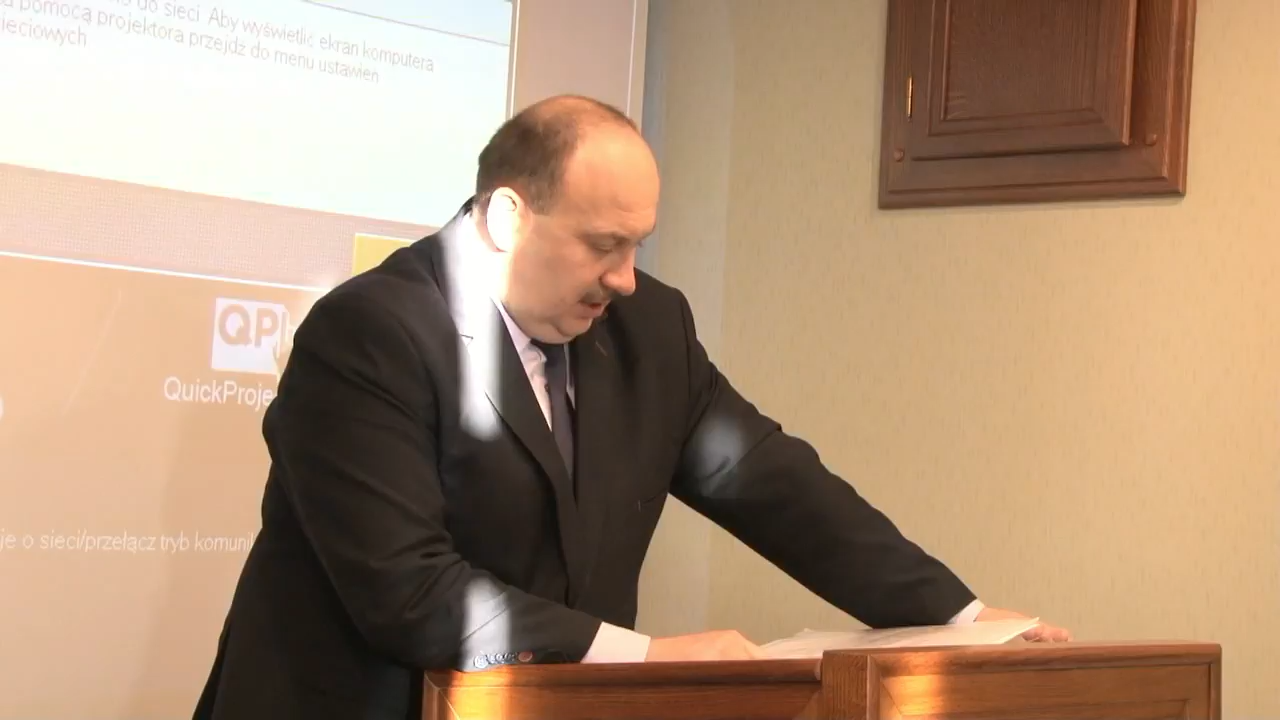 do sieci. Aby wyświetlić ekran komputera
pomocą projektora przejdź do menu ustawień
sieciowych
QP
QuickProje
je o sieci/przełącz tryb komunik